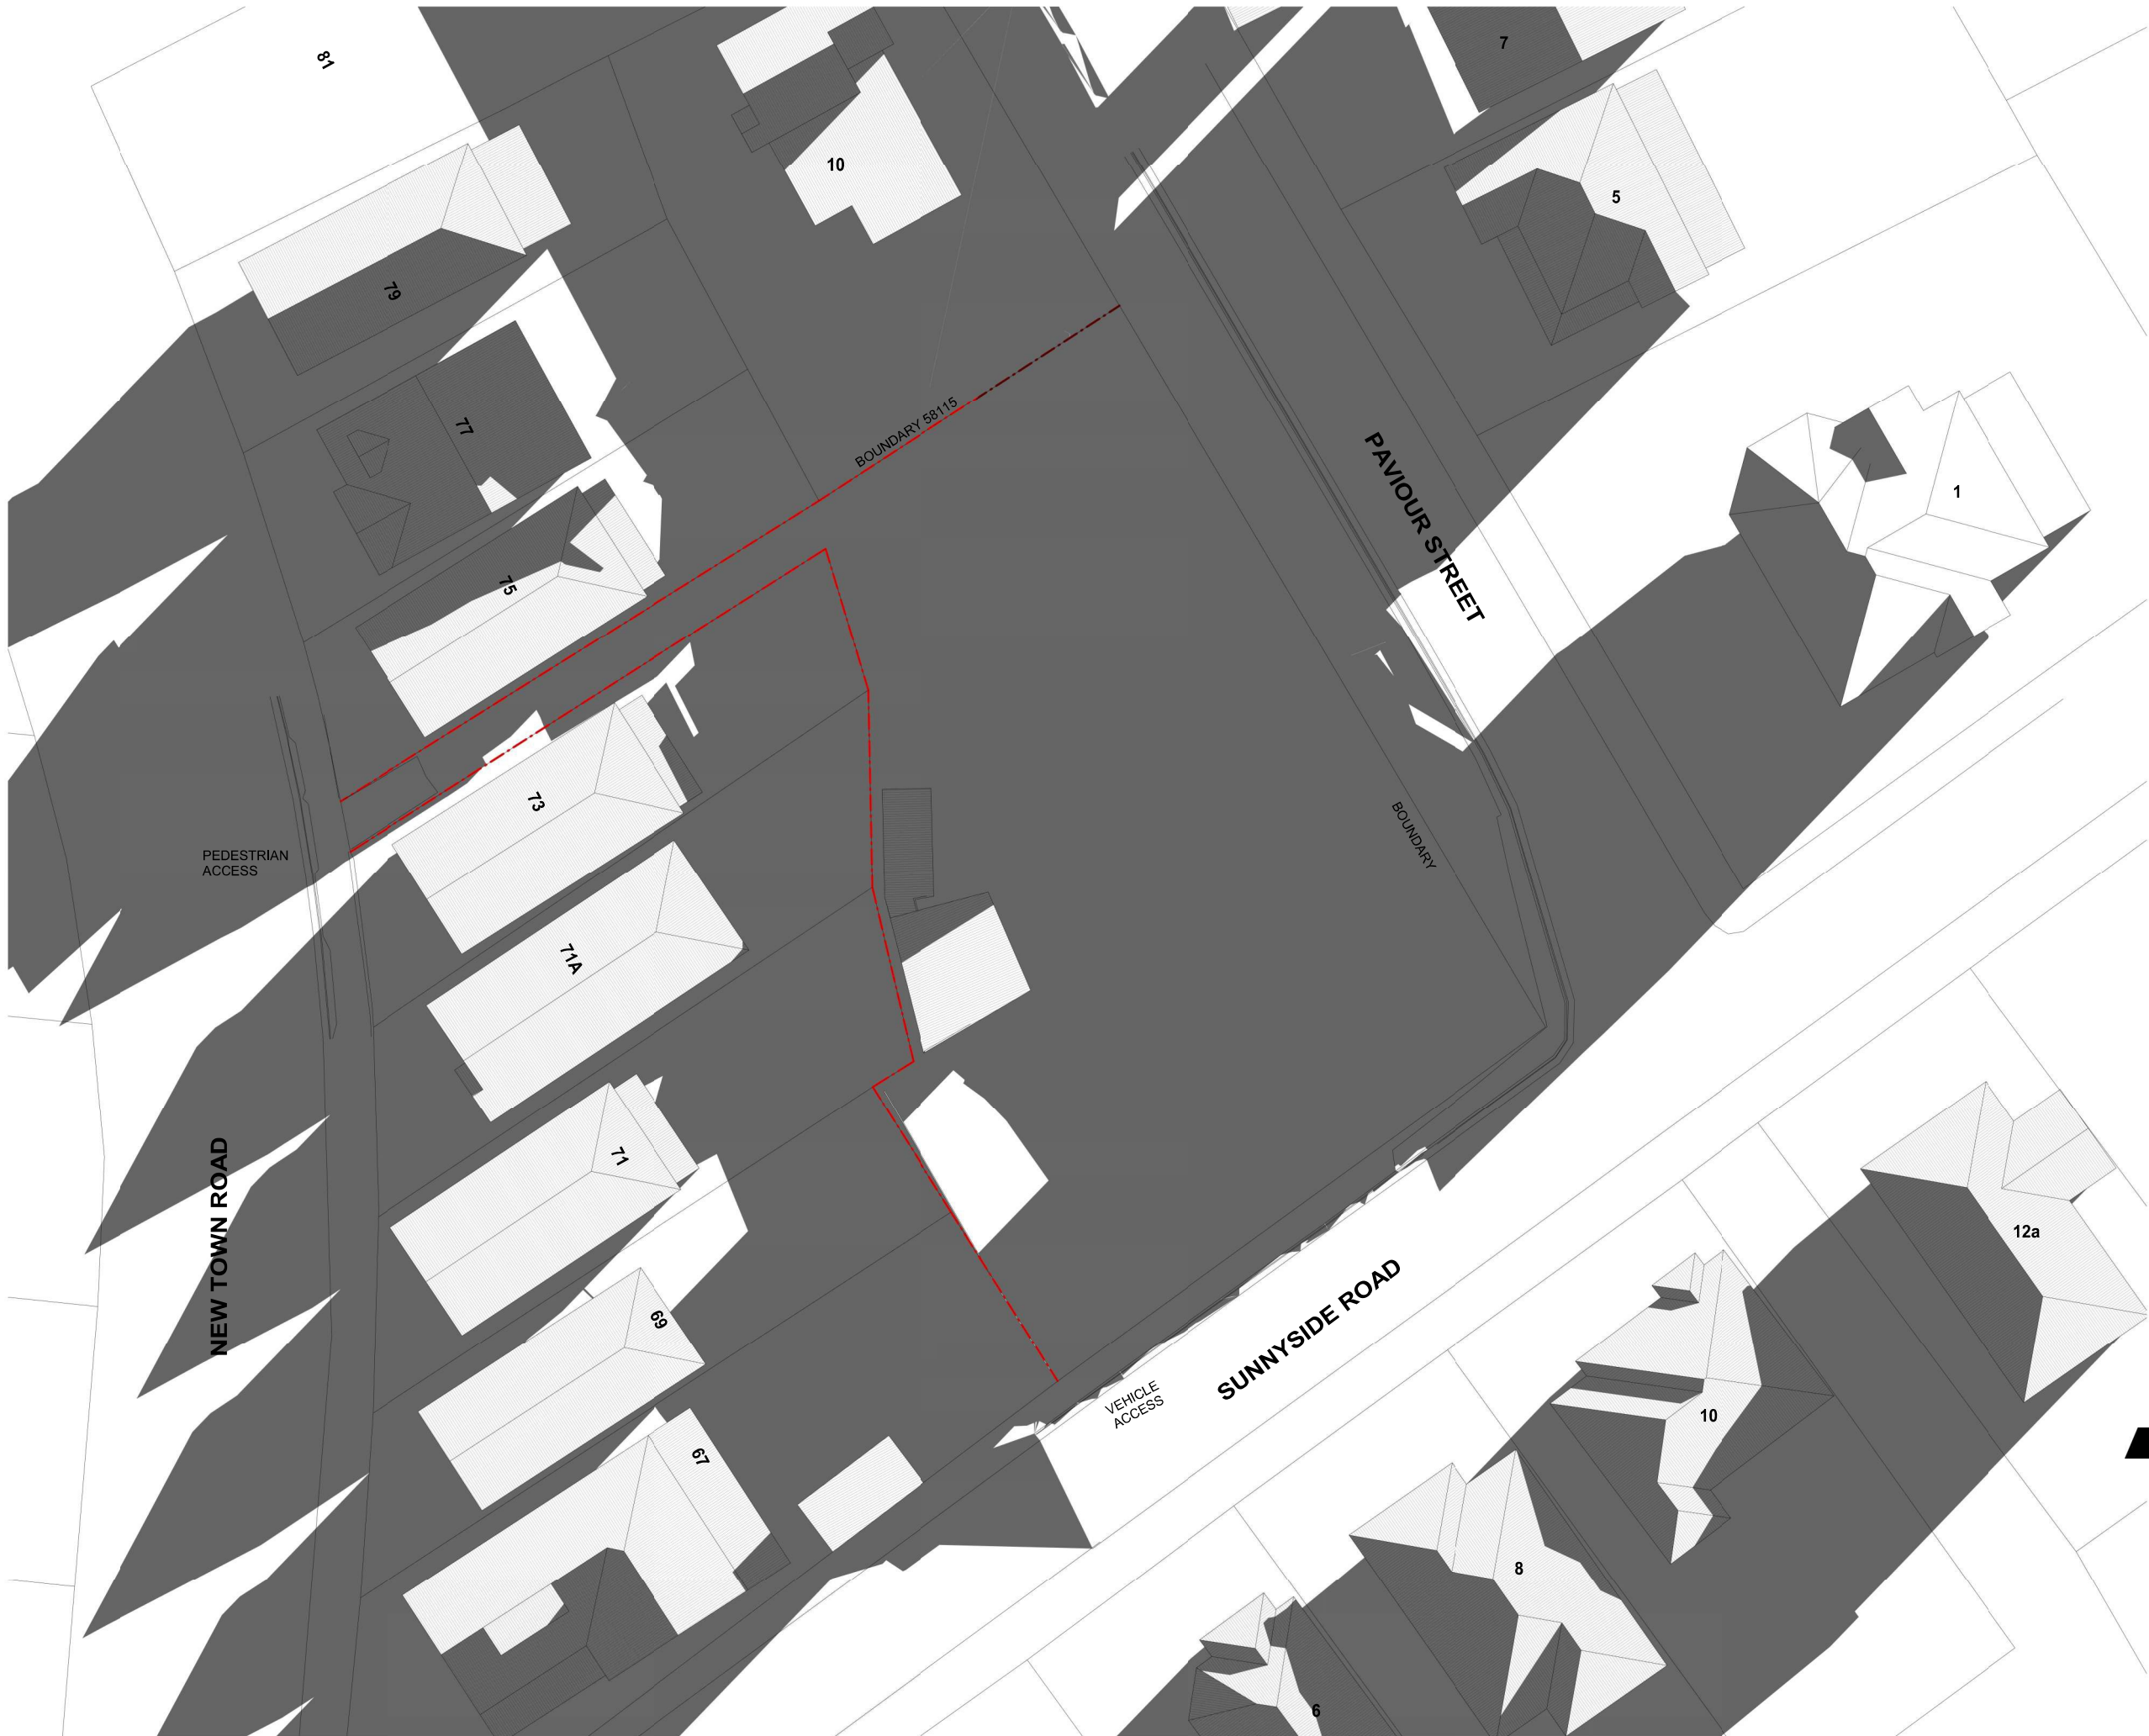 81
7
10
5
79
77
BOUNDARY 58115
PAVIOUR STREET
1
75
73
PEDESTRIAN
ACCESS
BOUNDARY
71A
71
NEW TOWN ROAD
69
12a
SUNNYSIDE ROAD
VEHICLE
ACCESS
10
67
8
6